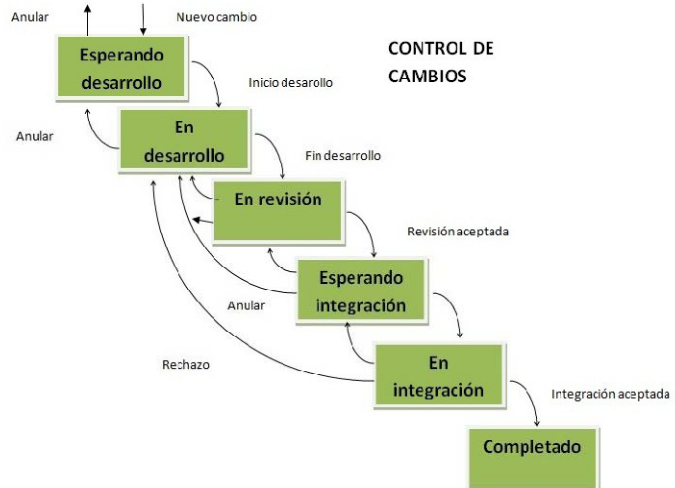 Anular
Nuevo cambio
CONTROL DE
CAMBIOS
Esperando
desarrollo
Inicio desarollo
Anular
En
desarrollo
Fin desarrollo
En revisión
Revisión aceptada
Esperando
integración
Anular
En
integración
Rechazo
Integración aceptada
Completado